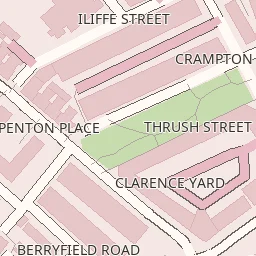 ILIFFE STREET
CRAMPTON
PENTON PLACE
THRUSH STREET
CLARENCE YARD
BERRYFIELD ROAD